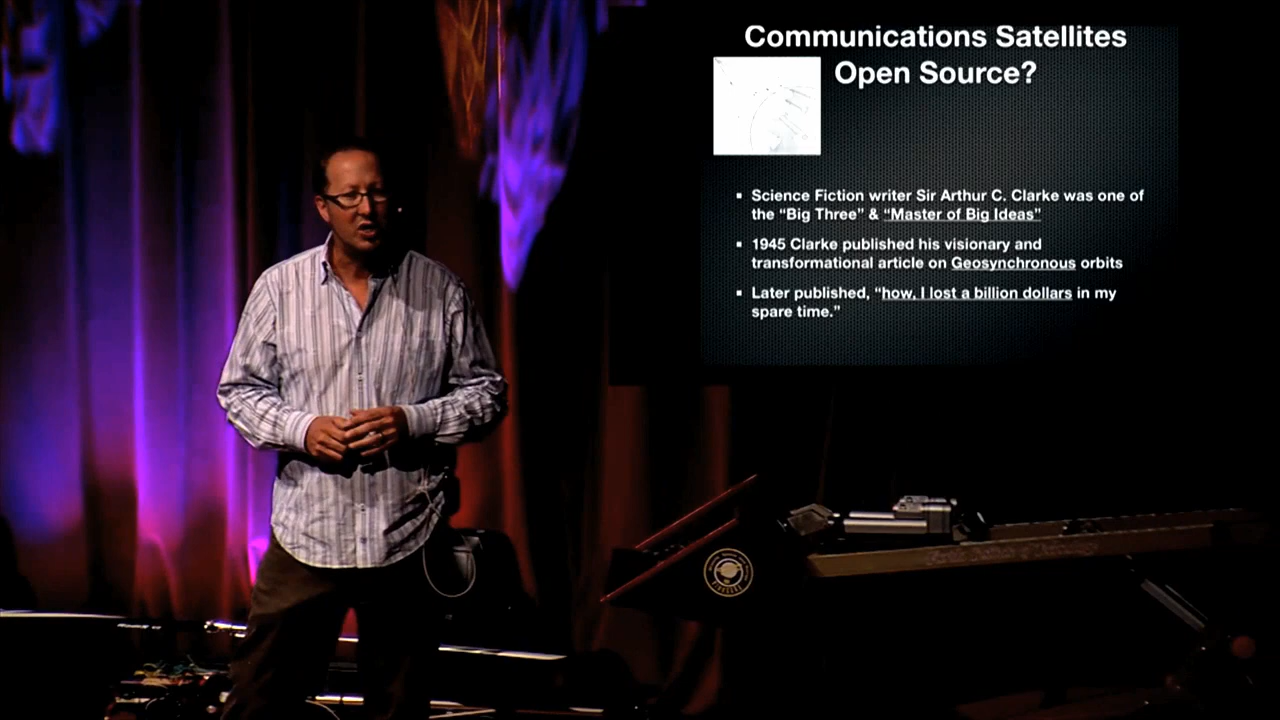 Communications Satellites
Open Source?
▪ Science Fiction writer Sir Arthur C. Clarke was one of
the “Big Three” & “Master of Big Ideas”
▪ 1945 Clarke published his visionary and
transformational article on Geosynchronous orbits
▪ Later published, “how, I lost a billion dollars in my
spare time.”